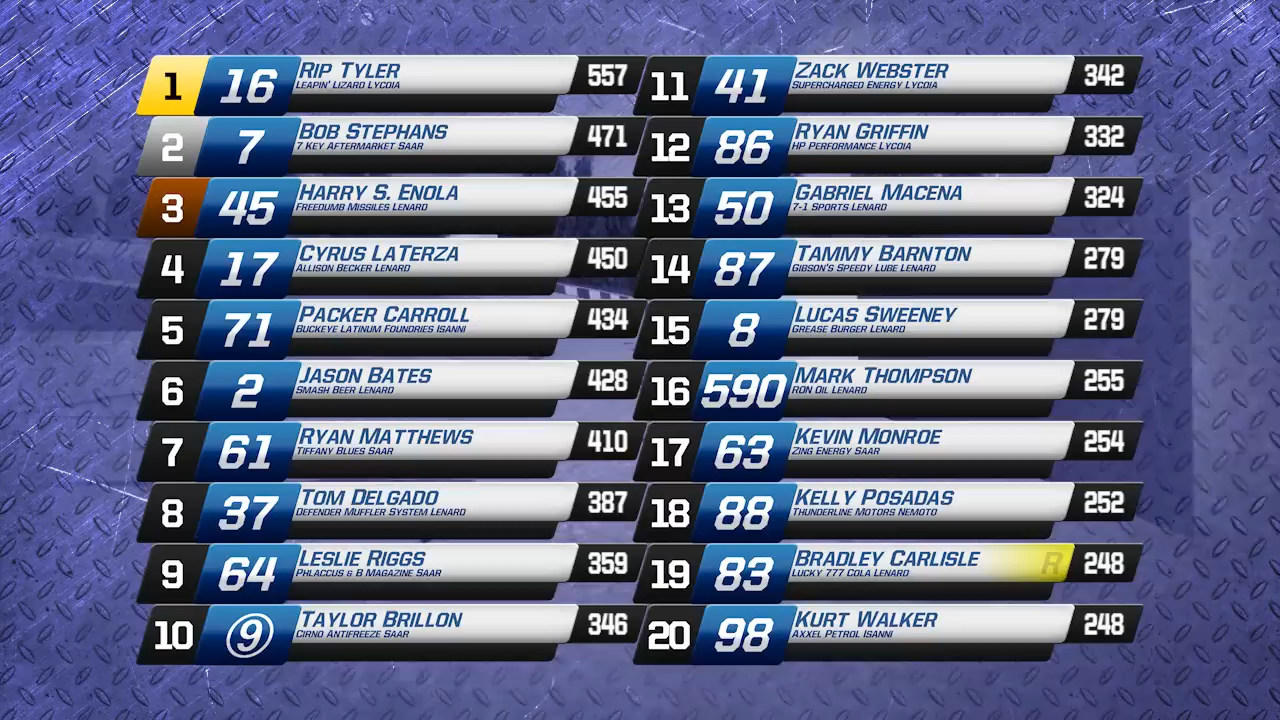 1 16 RIP TYLER 557
LEAPIN' LIZARD LYCOIA
2 7 BOB STEPHANS 471
7 KEY AFTERMARKET SAAR
3 45 HARRY S. ENOLA 455
FREEDUMB MISSILES LENARD
4 17 CYRUS LATERZA 450
ALLISON BECKER LENARD
5 71 PACKER CARROLL 434
BUCKEYE LATINUM FOUNDRIES ISANNI
6 2 JASON BATES 428
SMASH BEER LENARD
7 61 RYAN MATTHEWS 410
TIFFANY BLUES SAAR
8 37 TOM DELGADO 387
DEFENDER MUFFLER SYSTEM LENARD
9 64 LESLIE RIGGS 359
PHLACCUS & B MAGAZINE SAAR
10 9 TAYLOR BRILLON 346
CIRNO ANTIFREEZE SAAR
11 41 ZACK WEBSTER 342
SUPERCHARGED ENERGY LYCOIA
12 86 RYAN GRIFFIN 332
HP PERFORMANCE LYCOIA
13 50 GABRIEL MACENA 324
7-1 SPORTS LENARD
14 87 TAMMY BARNTON 279
GIBSON'S SPEEDY LUBE LENARD
15 8 LUCAS SWEENEY 279
GREASE BURGER LENARD
16 590 MARK THOMPSON 255
RON OIL LENARD
17 63 KEVIN MONROE 254
ZING ENERGY SAAR
18 88 KELLY POSADAS 252
THUNDERLINE MOTORS NEMOTO
19 83 BRADLEY CARLISLE R 248
LUCKY 777 COLA LENARD
20 98 KURT WALKER 248
AXXEL PETROL ISANNI